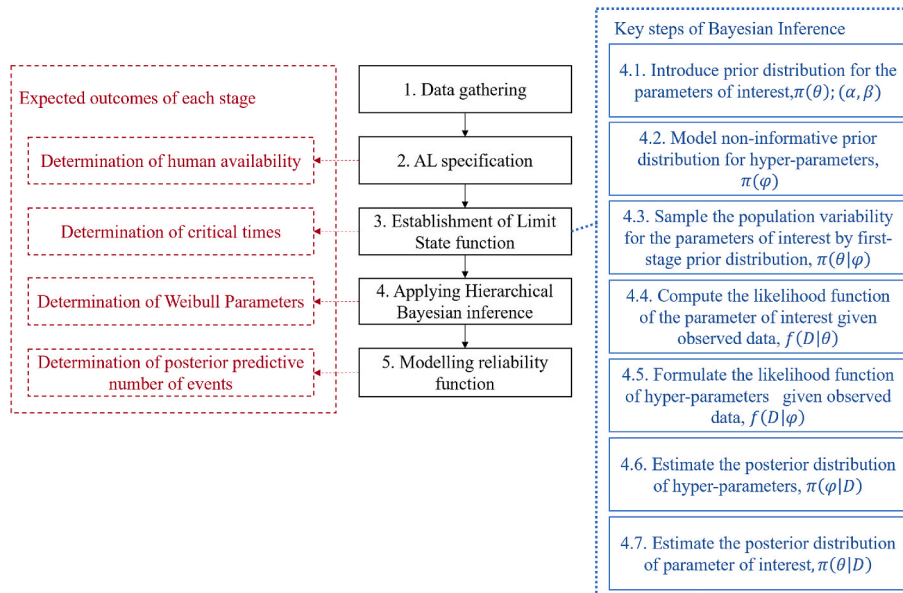 Expected outcomes of each stage
Determination of human availability
Determination of critical times
Determination of Weibull Parameters
Determination of posterior predictive
number of events
1. Data gathering
2. AL specification
3. Establishment of Limit
State function
4. Applying Hierarchical
Bayesian inference
5. Modelling reliability
function
Key steps of Bayesian Inference
4.1. Introduce prior distribution for the
parameters of interest,π(θ); (α, β)
4.2. Model non-informative prior
distribution for hyper-parameters,
π(φ)
4.3. Sample the population variability
for the parameters of interest by first-
stage prior distribution, π(θ|φ)
4.4. Compute the likelihood function
of the parameter of interest given
observed data, f(D|θ)
4.5. Formulate the likelihood function
of hyper-parameters given observed
data, f(D|φ)
4.6. Estimate the posterior distribution
of hyper-parameters, π(φ|D)
4.7. Estimate the posterior distribution
of parameter of interest, π(θ|D)